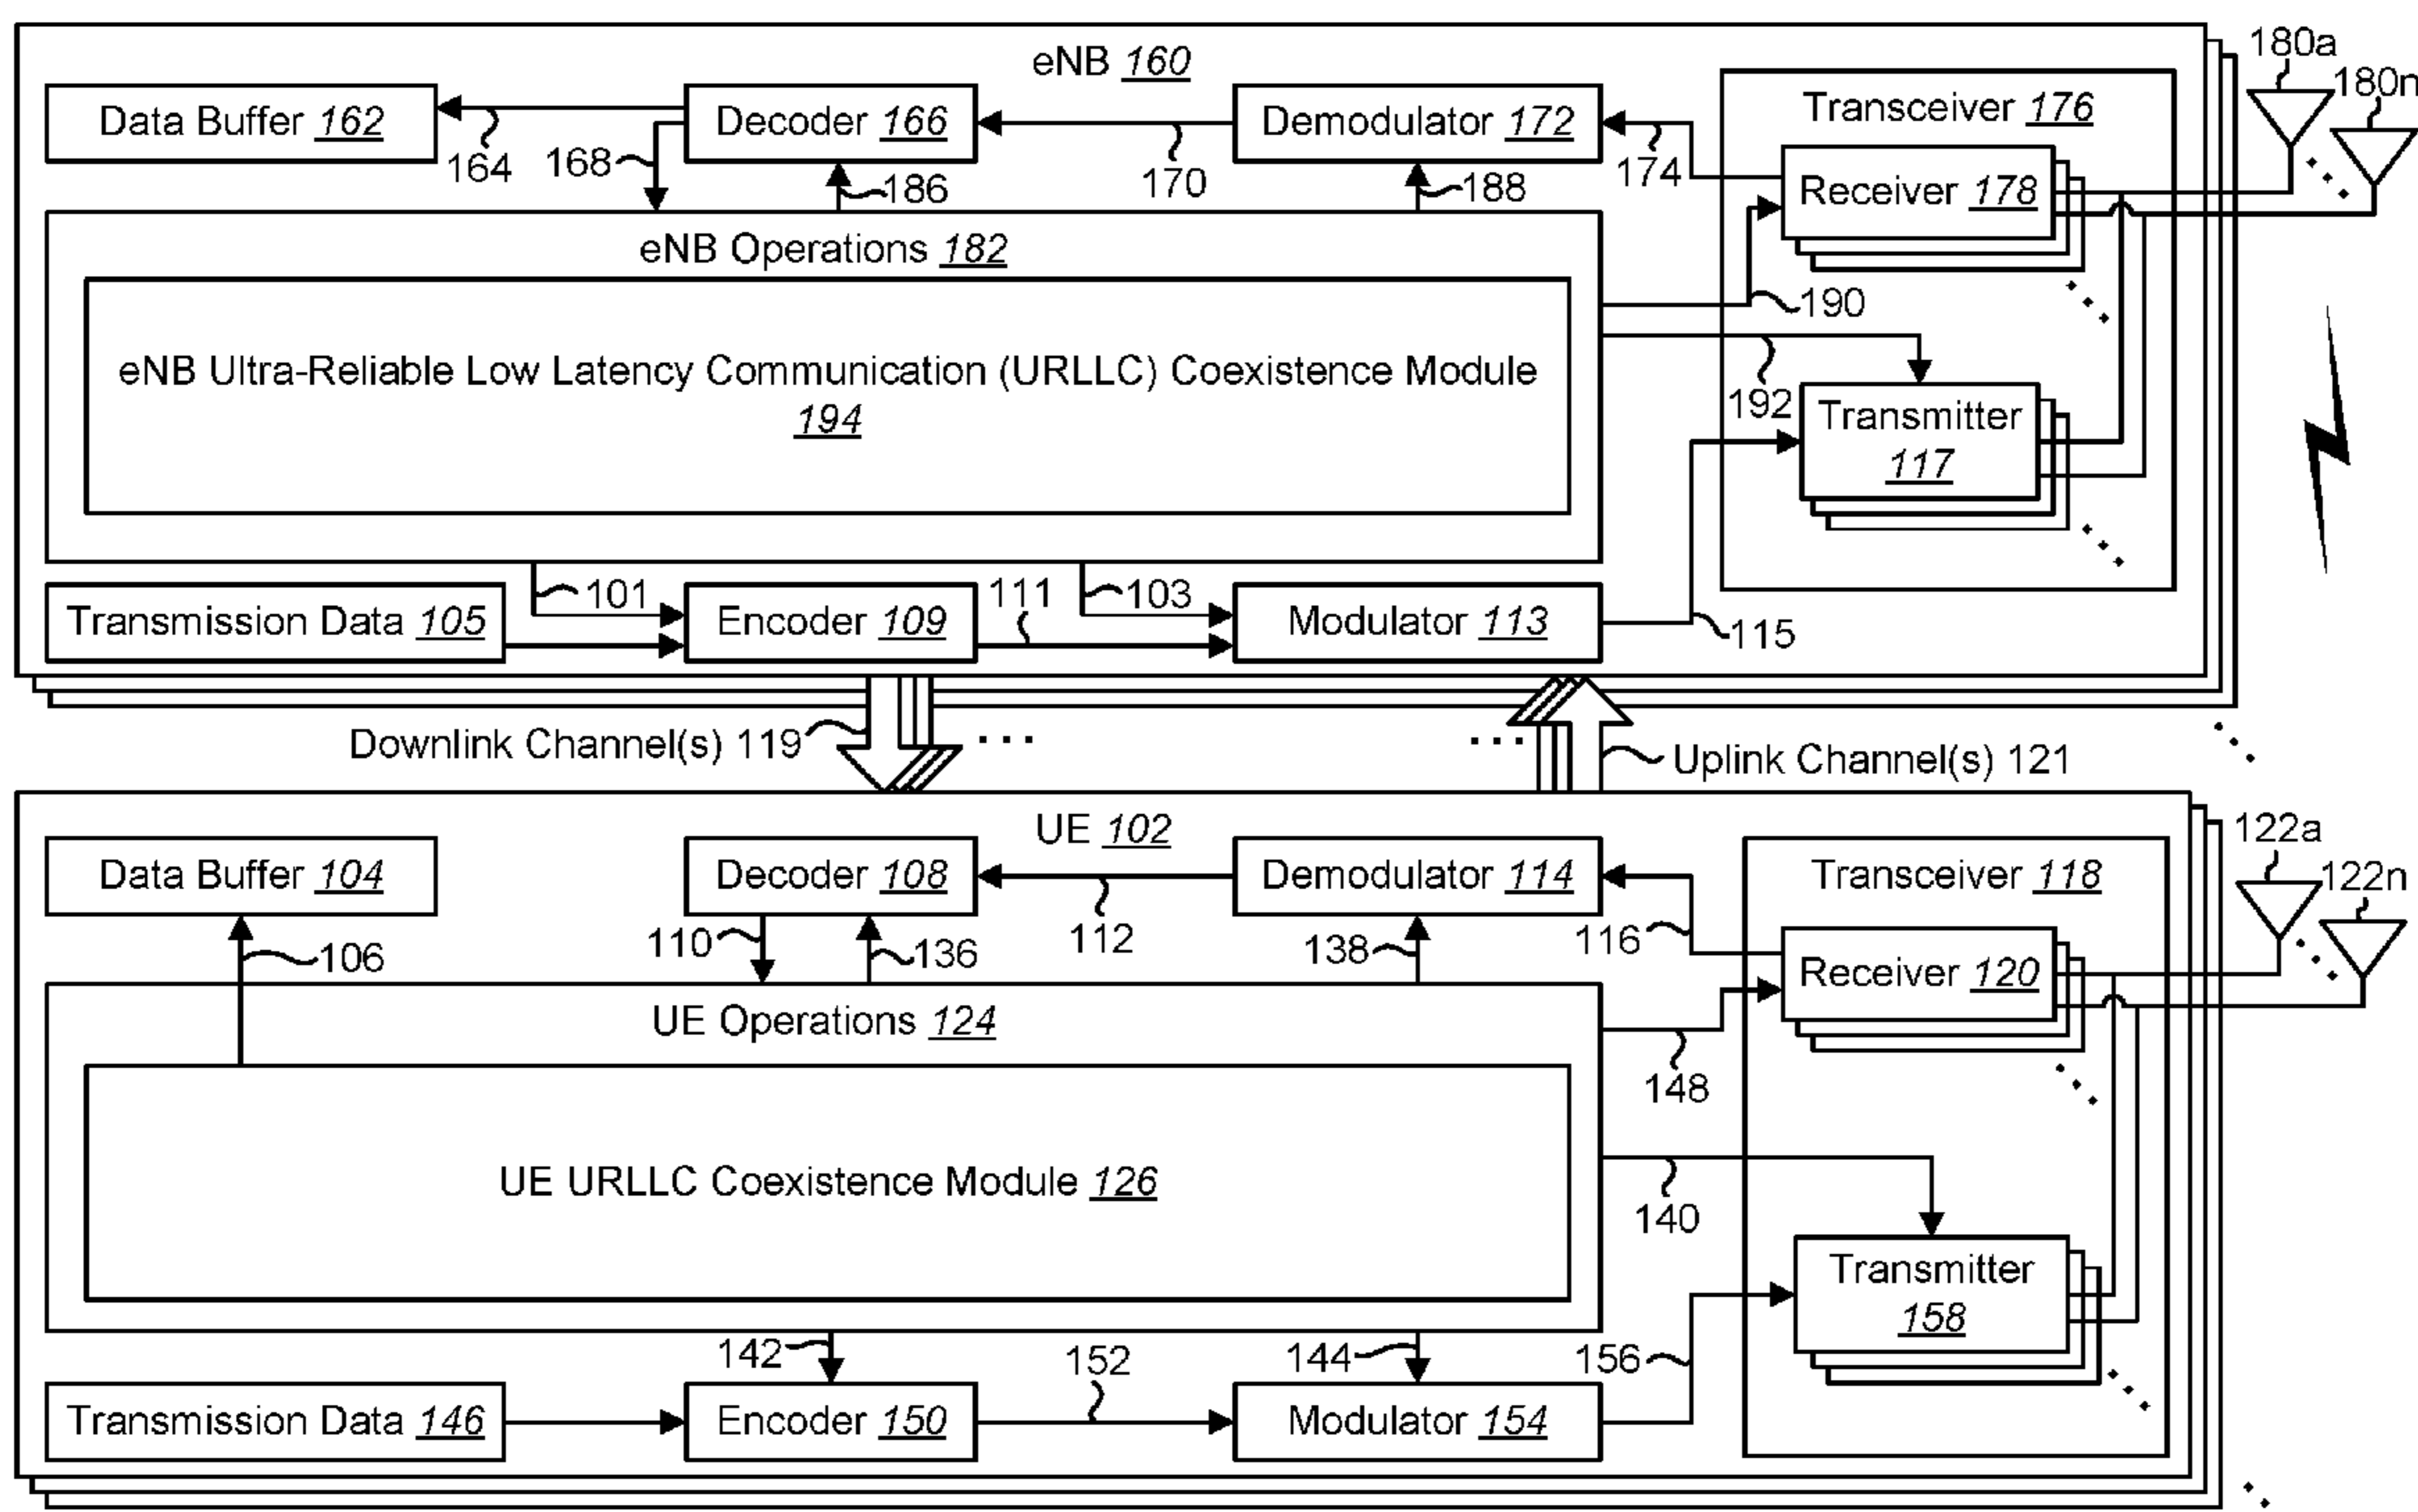 eNB 160
180a
180n
Data Buffer 162
164
168
Decoder 166
186
170
Demodulator 172
188
174
Transceiver 176
Receiver 178
190
192
Transmitter
117
eNB Operations 182
eNB Ultra-Reliable Low Latency Communication (URLLC) Coexistence Module
194
101
111
103
Transmission Data 105
Encoder 109
Modulator 113
115
Downlink Channel(s) 119
Uplink Channel(s) 121
UE 102
122a
122n
Data Buffer 104
106
Decoder 108
110
136
112
Demodulator 114
138
116
Transceiver 118
Receiver 120
148
140
Transmitter
158
UE Operations 124
UE URLLC Coexistence Module 126
142
152
144
156
Transmission Data 146
Encoder 150
Modulator 154